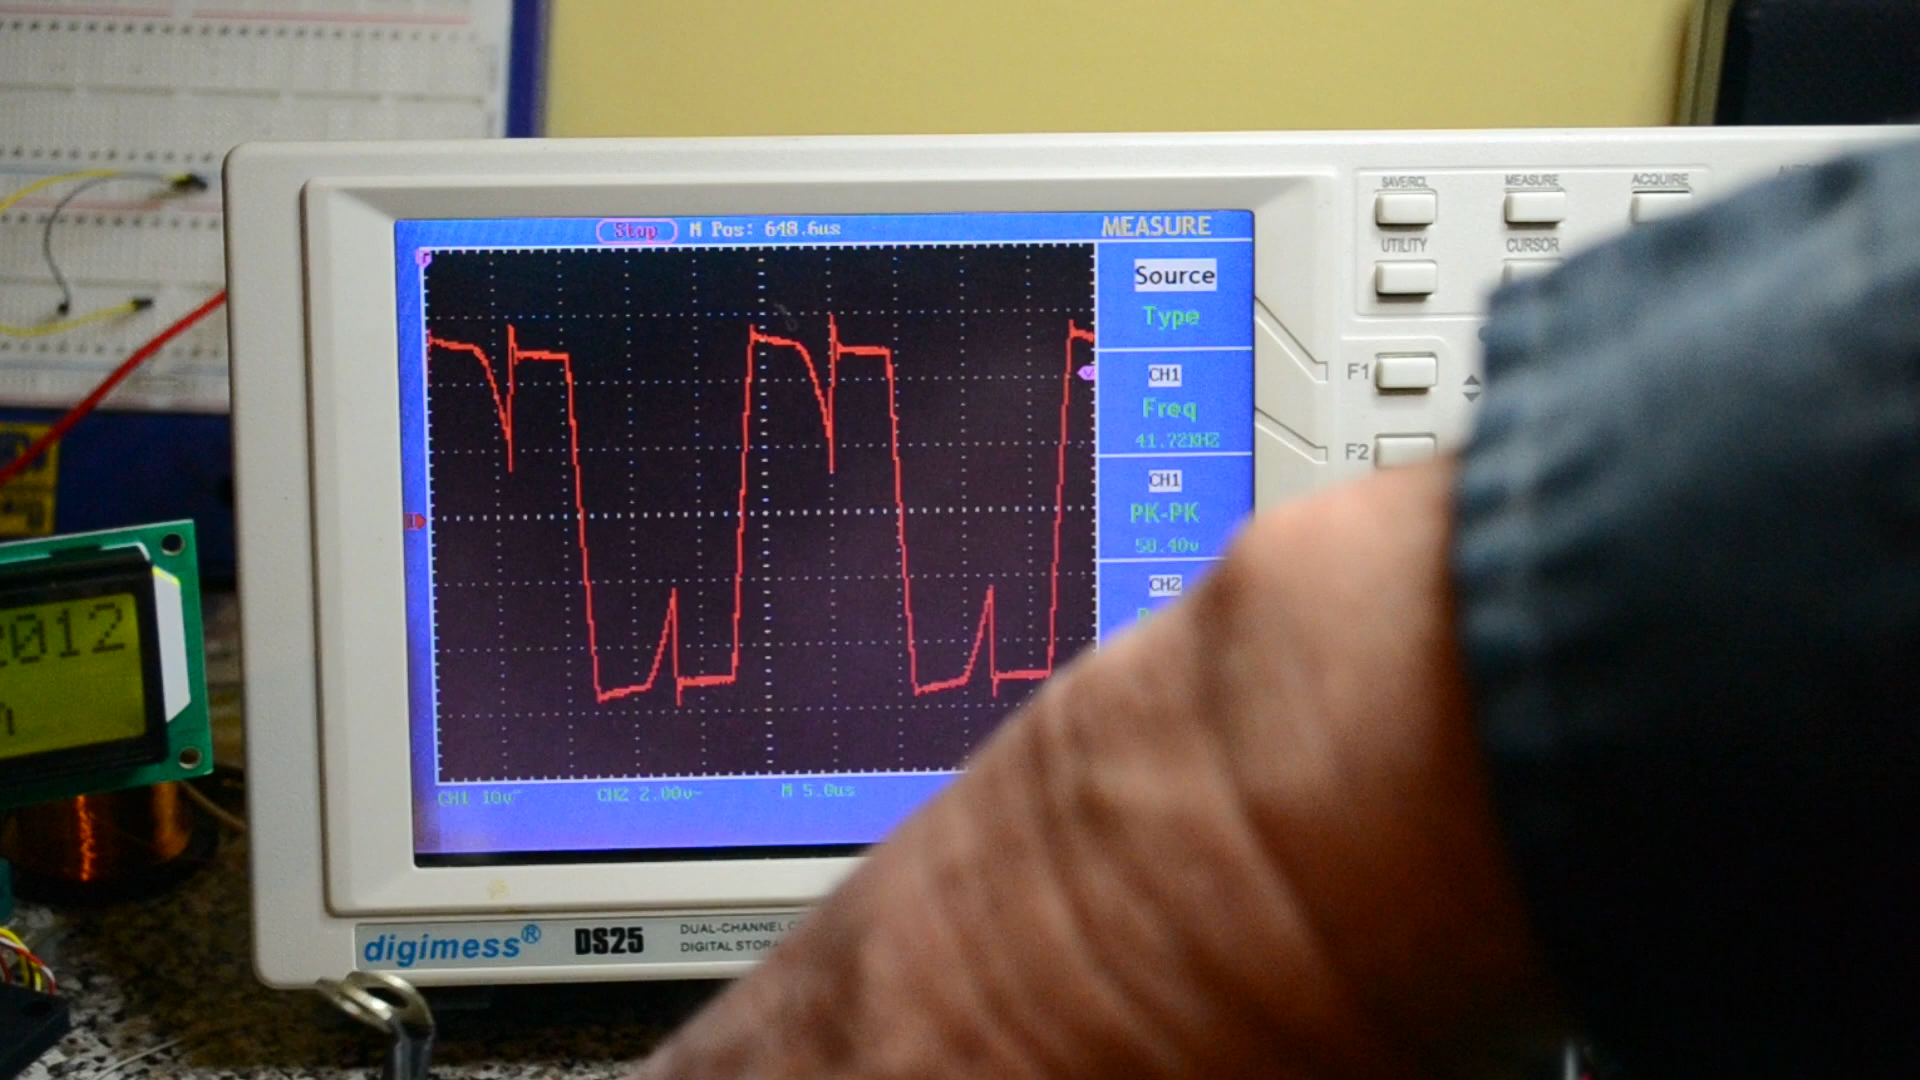 Stop M Pos: 648.6us MEASURE
Source
Type
CH1
Freq
41.72KHZ
CH1
PK-PK
58.40v
CH2
CH1 10v CH2 2.00v M 5.0us
SAVE/RCL MEASURE ACQUIRE
UTILITY CURSOR
F1
F2
digimess® DS25
DUAL-CHANNEL
DIGITAL
2012